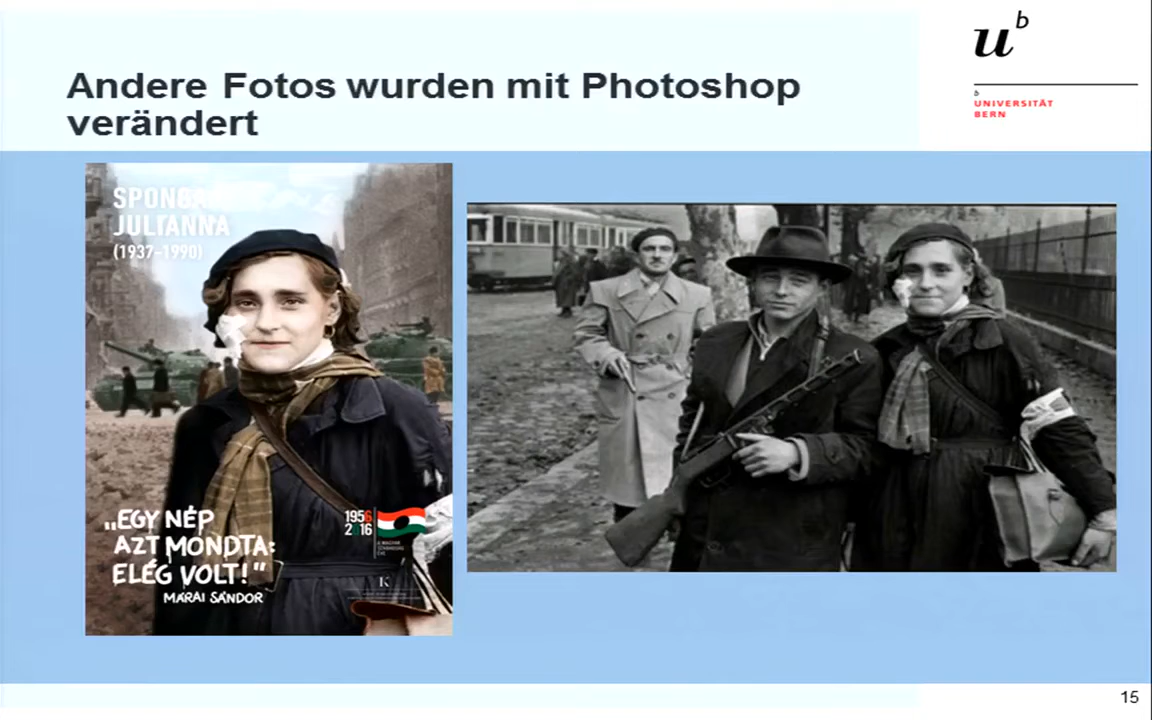 Andere Fotos wurden mit Photoshop
verändert
u
b
b
UNIVERSITÄT
BERN
SPONGA
JULIANNA
(1937–1990)
„EGY NÉP
AZT MONDTA:
ELÉG VOLT!“
MÁRAI SÁNDOR
1956
2016
K
15